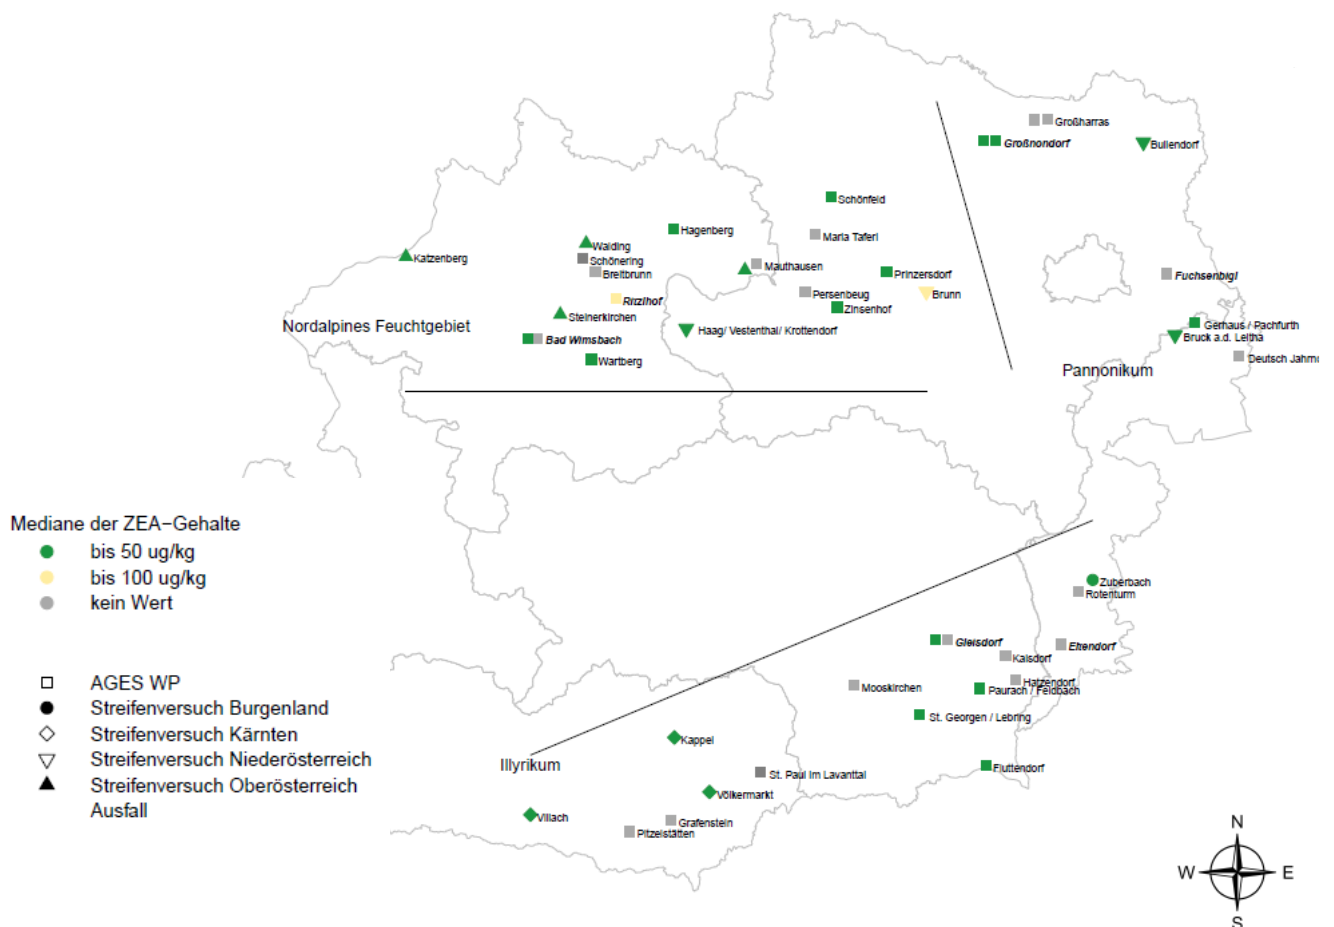 Großharras
Großnondorf
Bullendorf
Schönfeld
Hagenberg
Maria Taferl
Walding
Katzenberg
Schönering
Breitbrunn
Mauthausen
Prinzersdorf
Fuchsenbigl
Persenbeug
Brunn
Ritzlhof
Zinsenhof
Steinerkirchen
Nordalpines Feuchtgebiet
Haag/ Vestenthal/ Krottendorf
Gerhaus / Pachfurth
Bruck a.d. Leitha
Bad Wimsbach
Deutsch Jahrn
Wartberg
Pannonikum
Mediane der ZEA-Gehalte
bis 50 ug/kg
bis 100 ug/kg
kein Wert
Zuberbach
Rotenturm
Gleisdorf
Eltendorf
Kalsdorf
Hatzendorf
Mooskirchen
Paurach / Feldbach
St. Georgen / Lebring
AGES WP
Streifenversuch Burgenland
Streifenversuch Kärnten
Streifenversuch Niederösterreich
Streifenversuch Oberösterreich
Ausfall
Kappel
Illyrikum
St. Paul im Lavanttal
Fluttendorf
Völkermarkt
Villach
Grafenstein
Pitzelstätten
N
W E
S